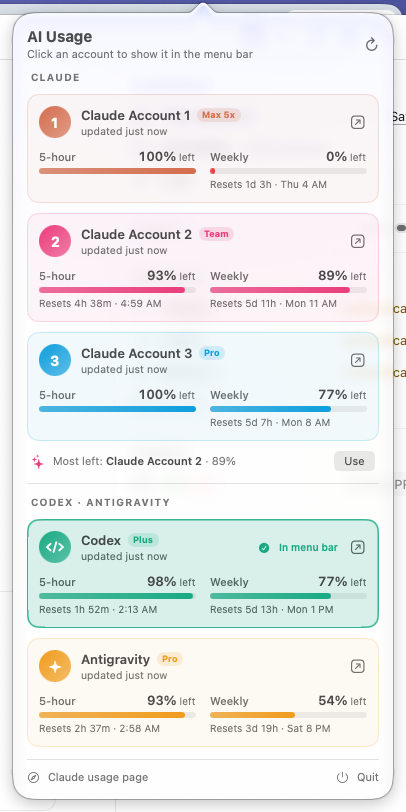 AI Usage
Click an account to show it in the menu bar
CLAUDE
1
Claude Account 1 Max 5x
updated just now
5-hour 100% left Weekly 0% left
Resets 1d 3h · Thu 4 AM
2
Claude Account 2 Team
updated just now
5-hour 93% left Weekly 89% left
Resets 4h 38m · 4:59 AM Resets 5d 11h · Mon 11 AM
3
Claude Account 3 Pro
updated just now
5-hour 100% left Weekly 77% left
Resets 5d 7h · Mon 8 AM
Most left: Claude Account 2 · 89% Use
CODEX · ANTIGRAVITY
Codex Plus In menu bar
updated just now
5-hour 98% left Weekly 77% left
Resets 1h 52m · 2:13 AM Resets 5d 13h · Mon 1 PM
Antigravity Pro
updated just now
5-hour 93% left Weekly 54% left
Resets 2h 37m · 2:58 AM Resets 3d 19h · Sat 8 PM
Claude usage page Quit